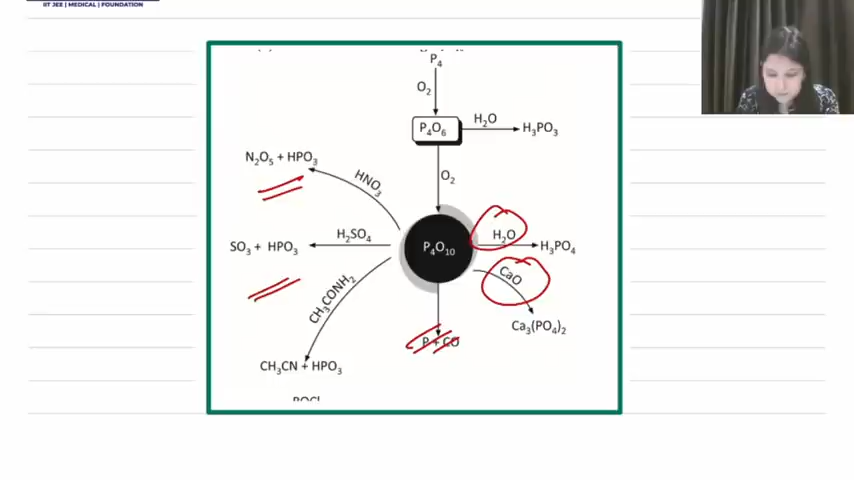 IIT JEE | MEDICAL | FOUNDATION
P₄
O₂
P₄O₆
H₂O
H₃PO₃
N₂O₅ + HPO₃
HNO₃
O₂
SO₃ + HPO₃
H₂SO₄
P₄O₁₀
H₂O
H₃PO₄
CaO
CH₃CONH₂
Ca₃(PO₄)₂
P + CO
CH₃CN + HPO₃